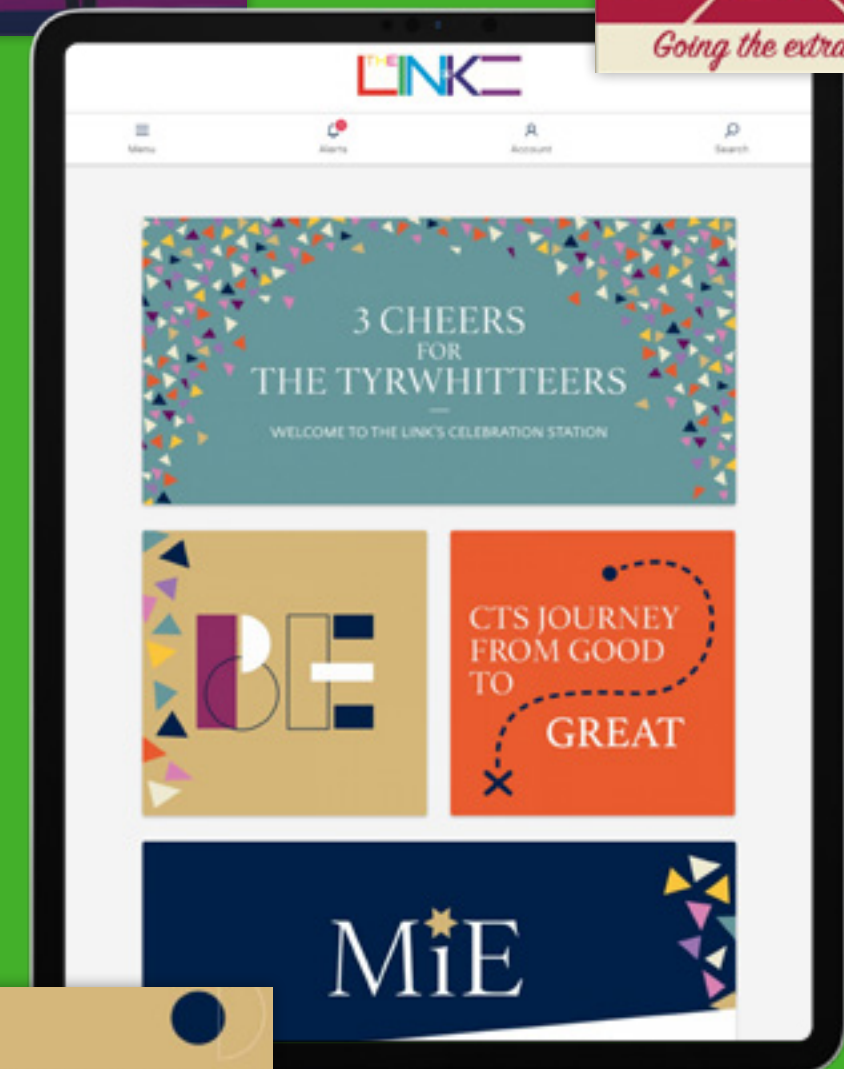 Going the extra
THE
LINK
Menu
Alerts
Account
Search
3 CHEERS
FOR
THE TYRWHITTEERS
WELCOME TO THE LINK'S CELEBRATION STATION
BE
CTS JOURNEY
FROM GOOD
TO
GREAT
MiE